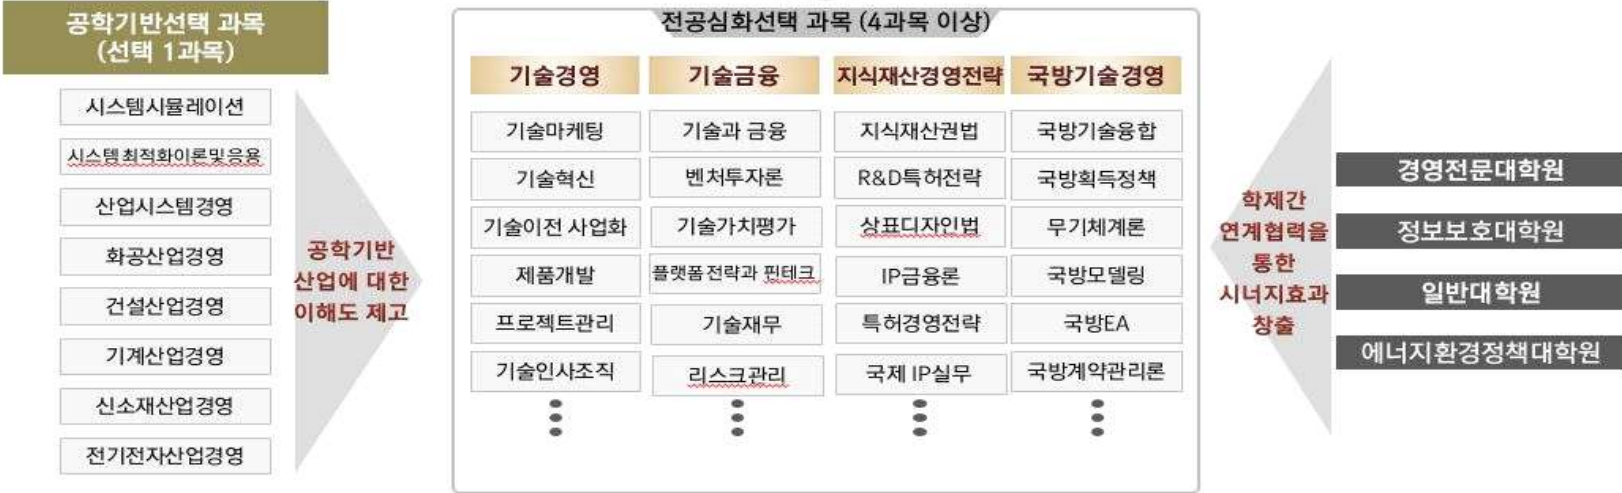 공학기반선택 과목
(선택 1과목)
시스템시뮬레이션
시스템최적화이론및응용
산업시스템경영
화공산업경영
건설산업경영
기계산업경영
신소재산업경영
전기전자산업경영
공학기반
산업에 대한
이해도 제고
전공심화선택 과목 (4과목 이상)
기술경영
기술마케팅
기술혁신
기술이전 사업화
제품개발
프로젝트관리
기술인사조직
기술금융
기술과 금융
벤처투자론
기술가치평가
플랫폼 전략과 핀테크
기술재무
리스크관리
지식재산경영전략
지식재산권법
R&D특허전략
상표디자인법
IP금융론
특허경영전략
국제 IP실무
국방기술경영
국방기술융합
국방획득정책
무기체계론
국방모델링
국방EA
국방계약관리론
학제간
연계협력을
통한
시너지효과
창출
경영전문대학원
정보보호대학원
일반대학원
에너지환경정책대학원